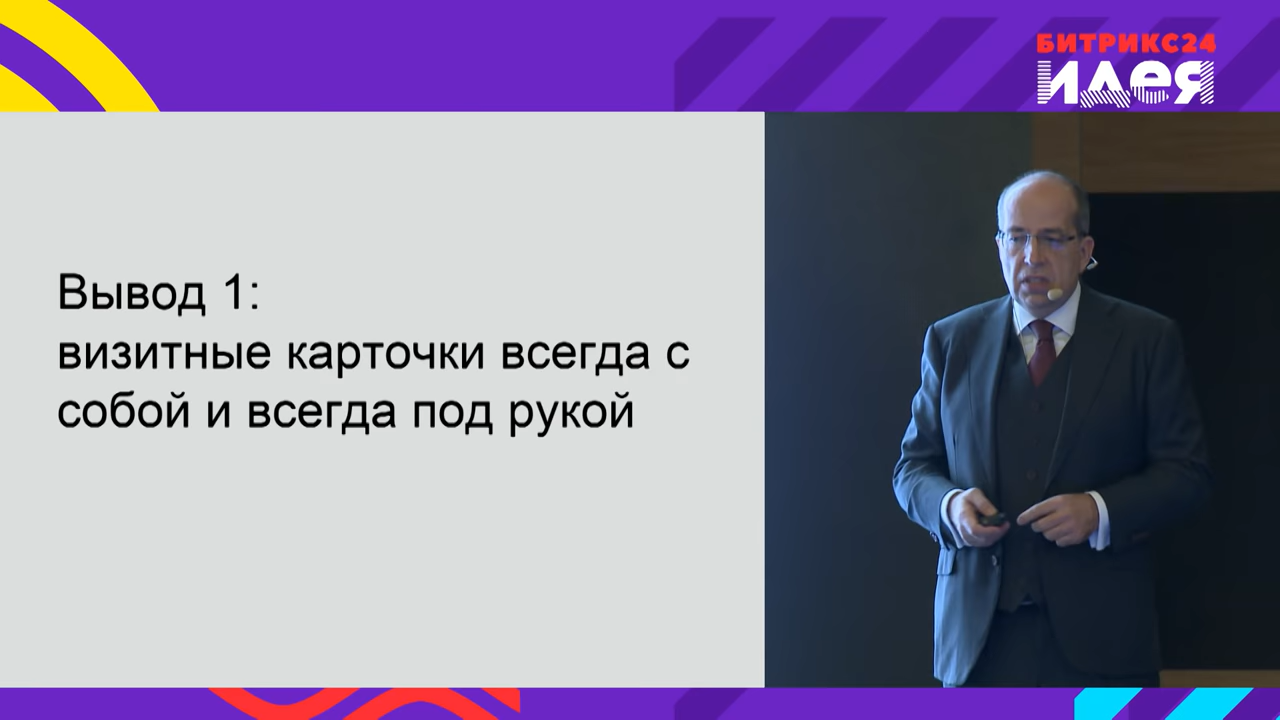 БИТРИКС24
идея
Вывод 1:
визитные карточки всегда с
собой и всегда под рукой